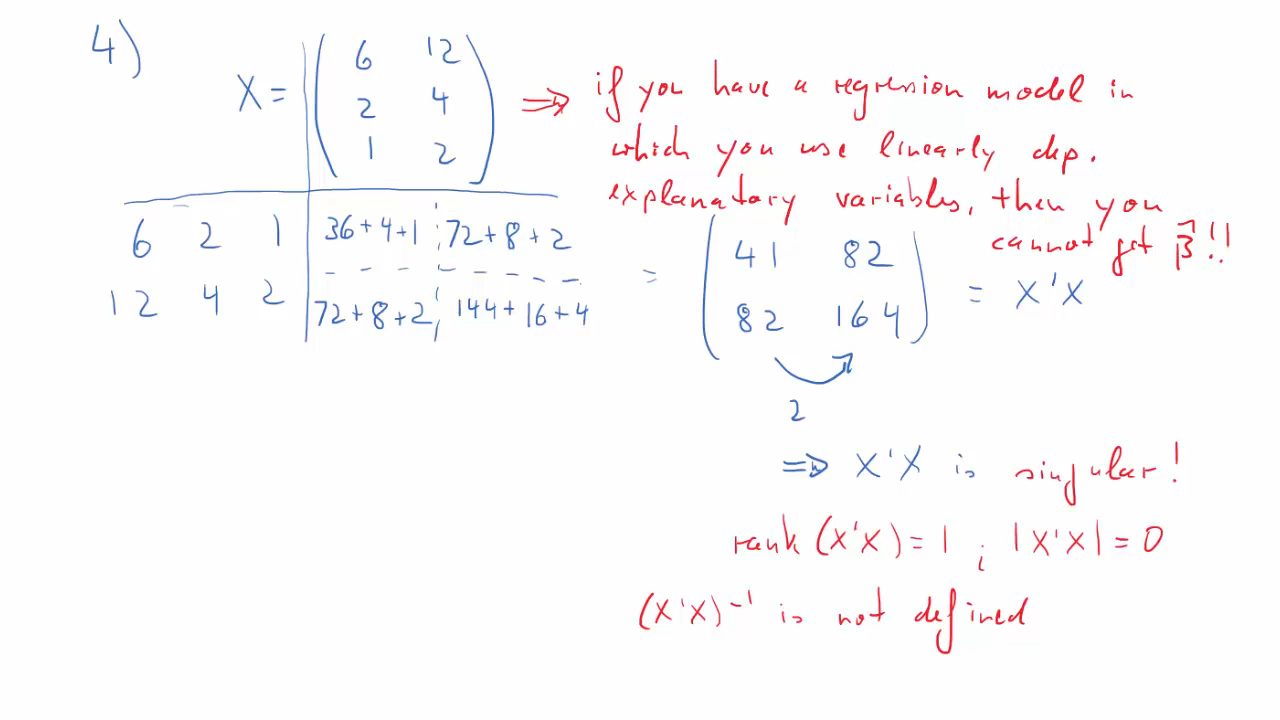 4)
X = ( 6 12
2 4
1 2 )
⇒ if you have a regression model in
which you use linearly dep.
explanatory variables, then you
cannot get β⃗!!
6 2 1 36+4+1 72+8+2
12 4 2 72+8+2 144+16+4
= ( 41 82
82 164 ) = X'X
2
⇒ X'X is singular!
rank (X'X) = 1 ; |X'X| = 0
(X'X)⁻¹ is not defined